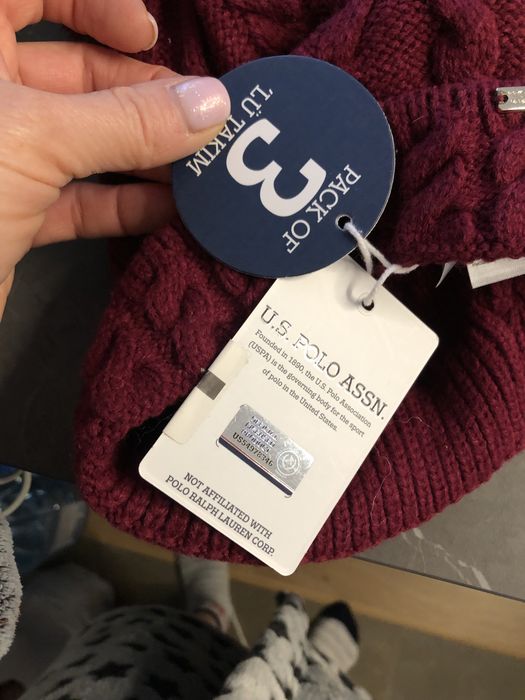 PACK OF
3
'LÜ TAKIM
U.S. POLO ASSN.
Founded in 1890, the U.S. Polo Association
(USPA) is the governing body for the sport
of polo in the United States.
US54978346
NOT AFFILIATED WITH
POLO RALPH LAUREN CORP.